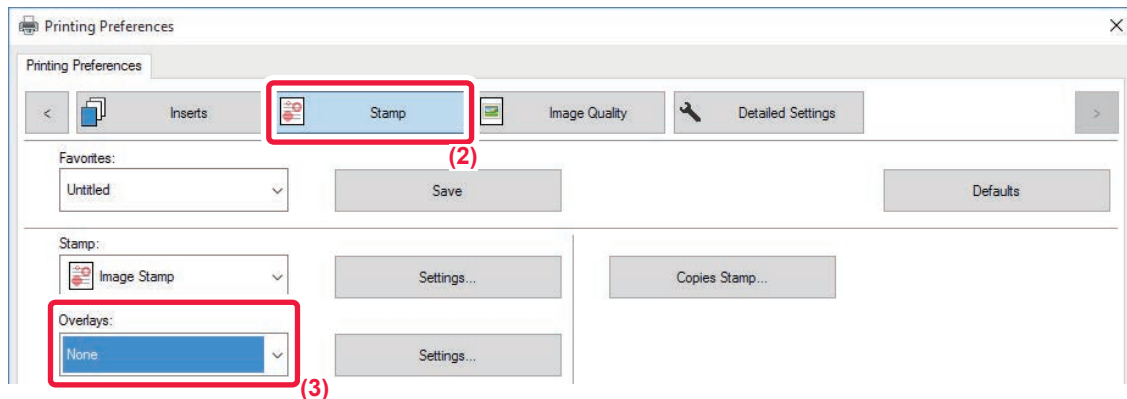 Printing Preferences
Printing Preferences
< Inserts Stamp Image Quality Detailed Settings >
(2)
Favorites:
Untitled Save Defaults
Stamp:
Image Stamp Settings... Copies Stamp...
Overlays:
None Settings...
(3)